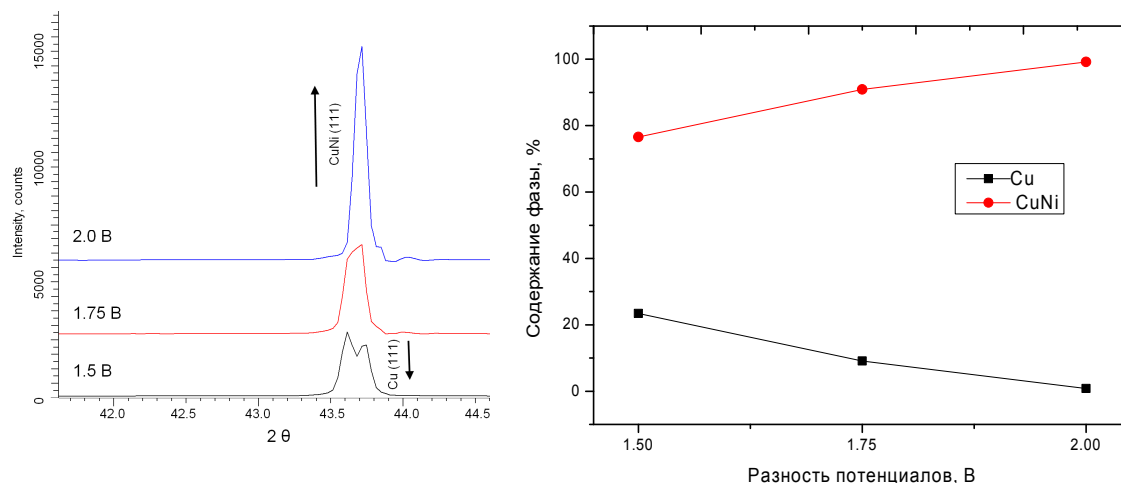 Intensity, counts
0
5000
10000
15000
CuNi (111)
2.0 В
1.75 В
1.5 В
Cu (111)
42.0 42.5 43.0 43.5 44.0 44.5
2 θ
Содержание фазы, %
100
80
60
40
20
0
Cu
CuNi
1.50 1.75 2.00
Разность потенциалов, В